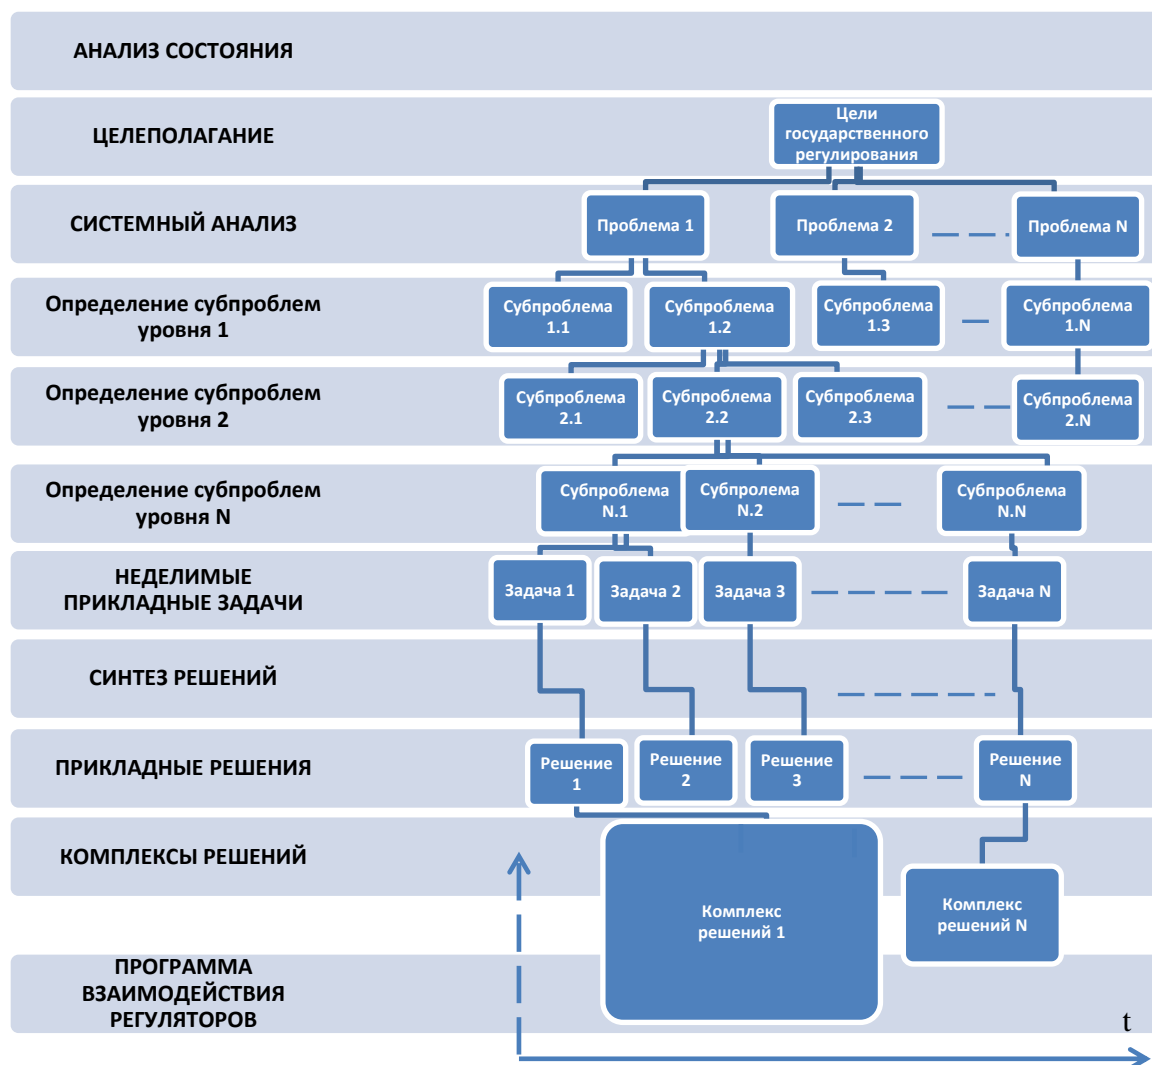 АНАЛИЗ СОСТОЯНИЯ
ЦЕЛЕПОЛАГАНИЕ
Цели
государственного
регулирования
СИСТЕМНЫЙ АНАЛИЗ
Проблема 1
Проблема 2
Проблема N
Определение субпроблем
уровня 1
Субпроблема
1.1
Субпроблема
1.2
Субпроблема
1.3
Субпроблема
1.N
Определение субпроблем
уровня 2
Субпроблема
2.1
Субпроблема
2.2
Субпроблема
2.3
Субпроблема
2.N
Определение субпроблем
уровня N
Субпроблема
N.1
Субпролема
N.2
Субпроблема
N.N
НЕДЕЛИМЫЕ
ПРИКЛАДНЫЕ ЗАДАЧИ
Задача 1
Задача 2
Задача 3
Задача N
СИНТЕЗ РЕШЕНИЙ
ПРИКЛАДНЫЕ РЕШЕНИЯ
Решение
1
Решение
2
Решение
3
Решение
N
КОМПЛЕКСЫ РЕШЕНИЙ
Комплекс
решений 1
Комплекс
решений N
ПРОГРАММА
ВЗАИМОДЕЙСТВИЯ
РЕГУЛЯТОРОВ
t